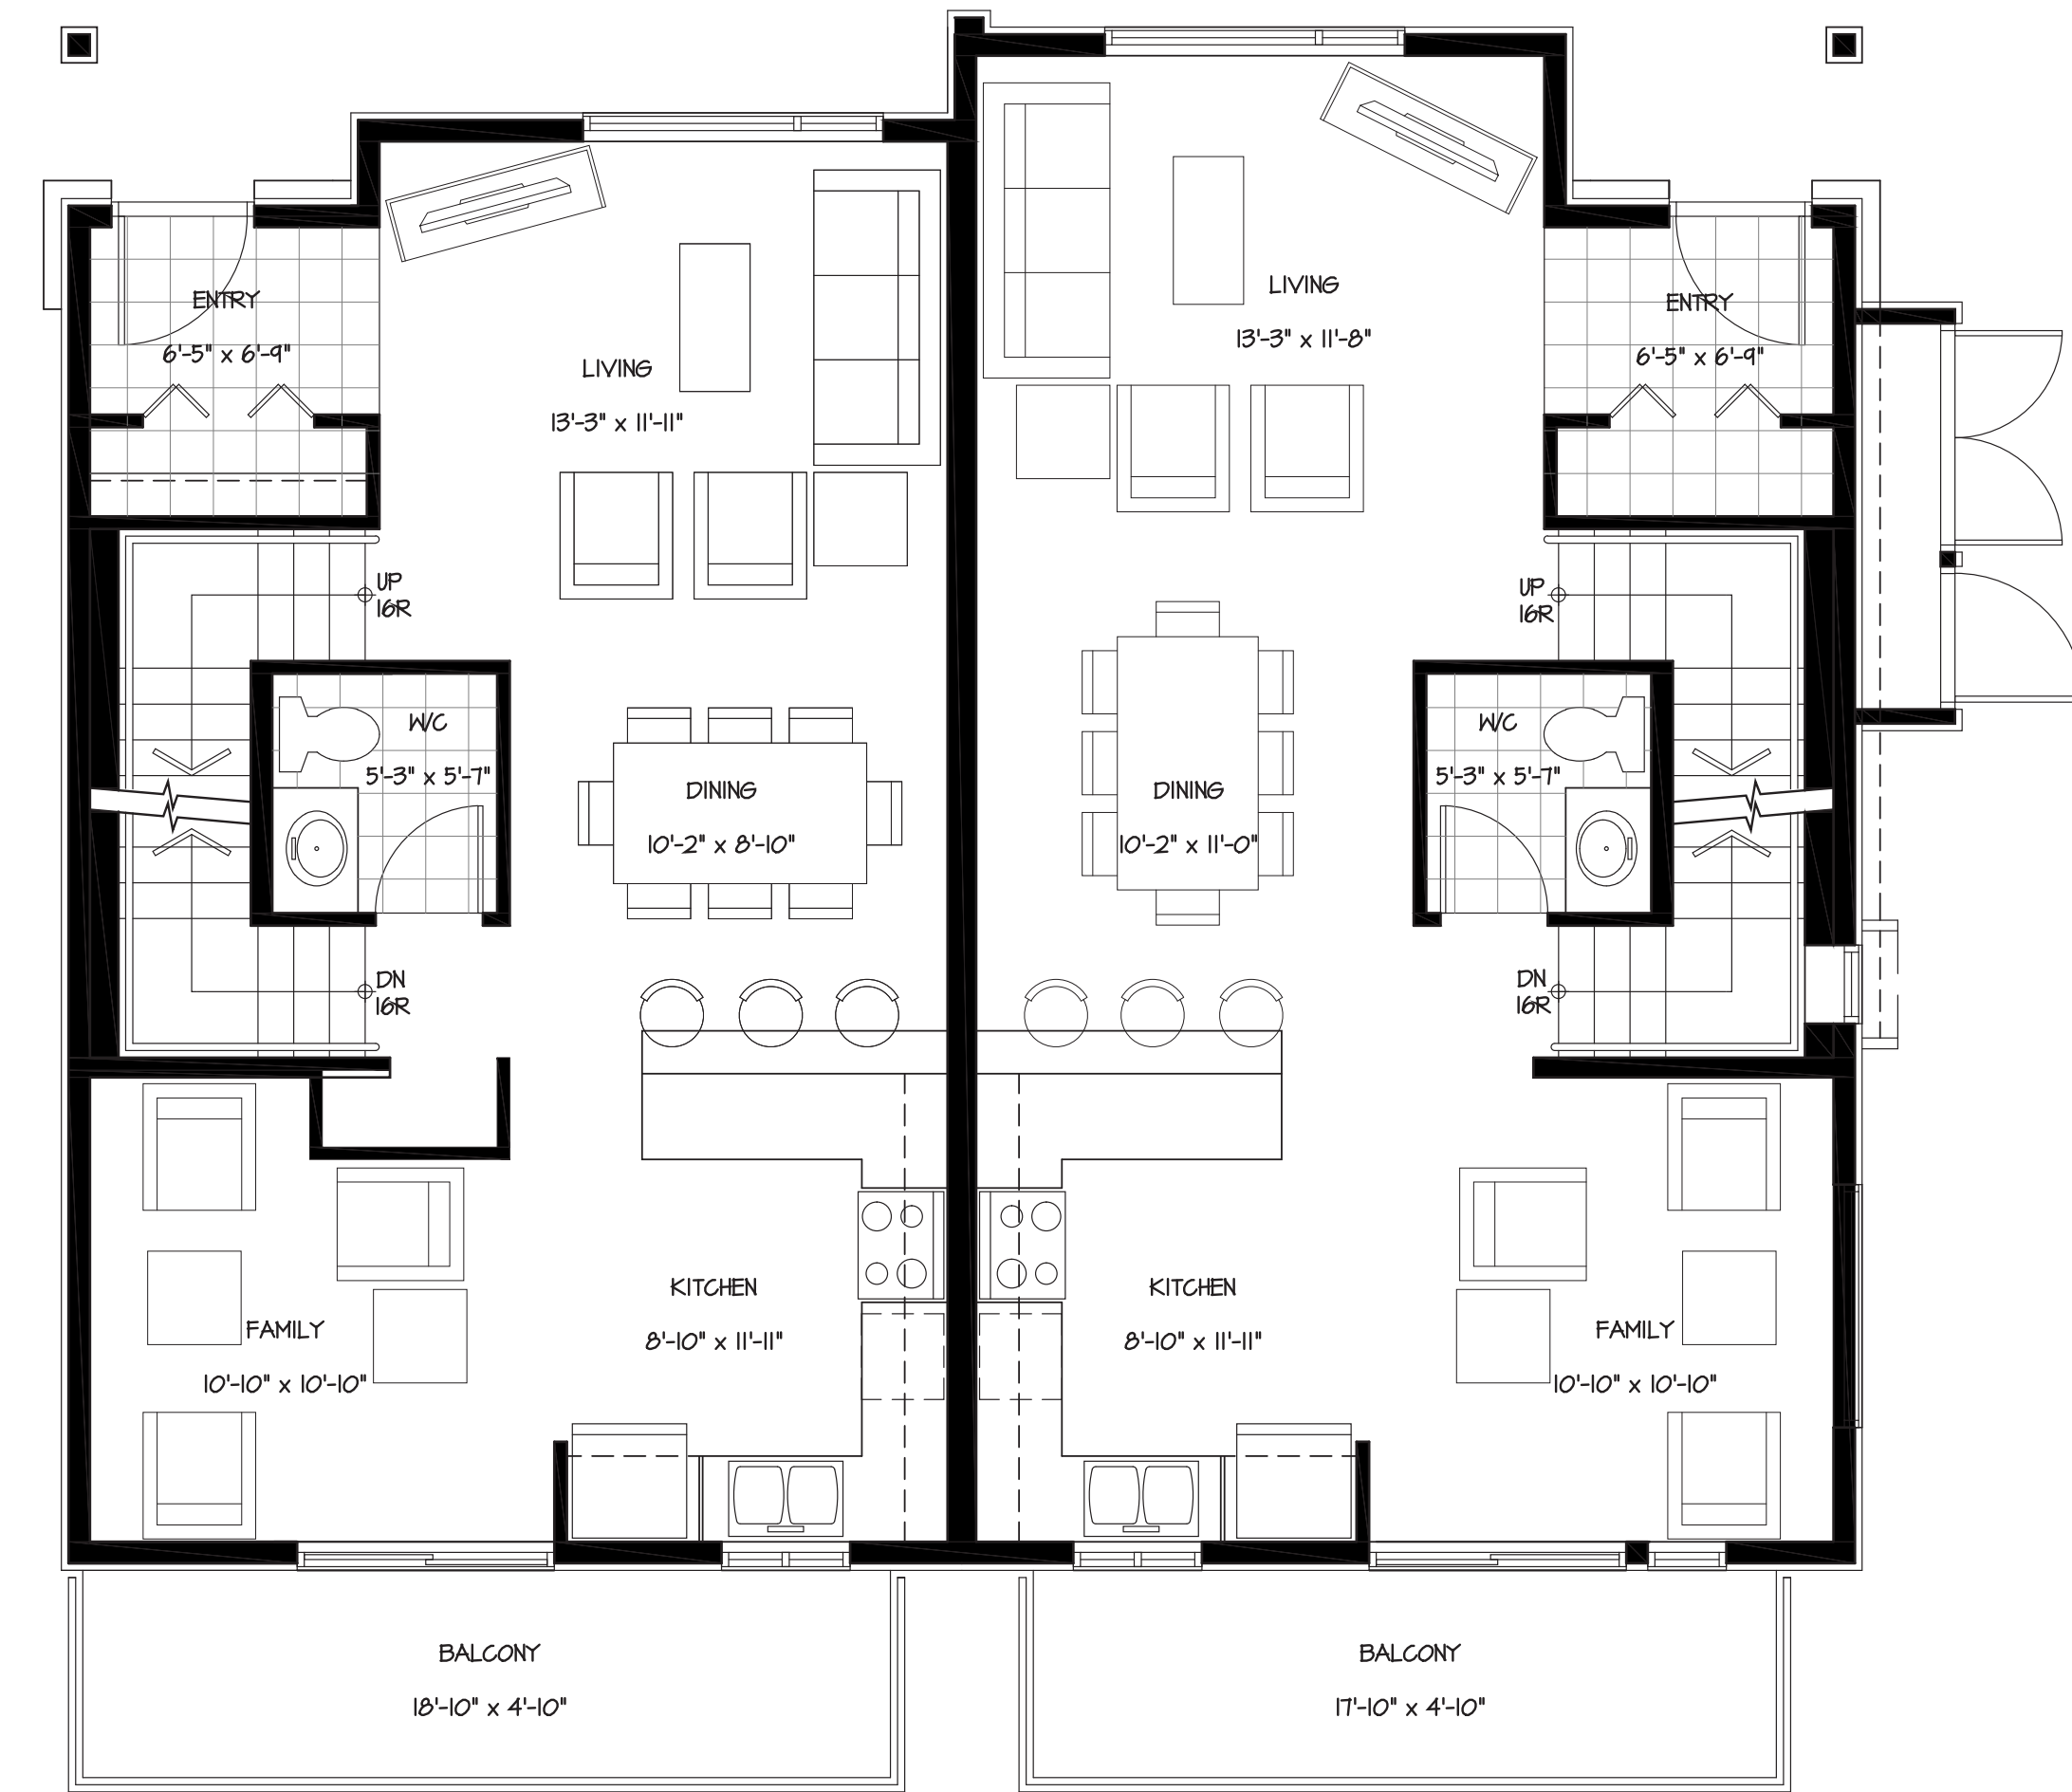 LIVING
13'-3" x 11'-8"
ENTRY
6'-5" x 6'-9"
ENTRY
6'-5" x 6'-9"
LIVING
13'-3" x 11'-11"
UP
16R
UP
16R
W/C
5'-3" x 5'-7"
W/C
5'-3" x 5'-7"
DINING
10'-2" x 8'-10"
DINING
10'-2" x 11'-0"
DN
16R
DN
16R
KITCHEN
8'-10" x 11'-11"
KITCHEN
8'-10" x 11'-11"
FAMILY
10'-10" x 10'-10"
FAMILY
10'-10" x 10'-10"
BALCONY
18'-10" x 4'-10"
BALCONY
17'-10" x 4'-10"